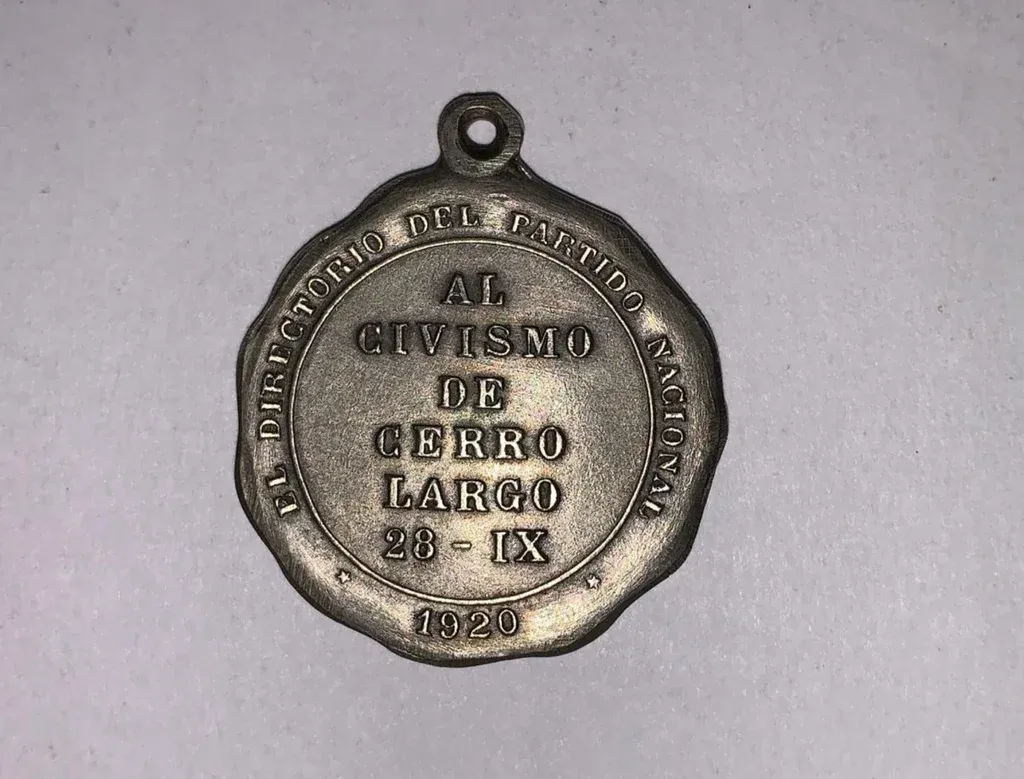 EL DIRECTORIO DEL PARTIDO NACIONAL
AL
CIVISMO
DE
CERRO
LARGO
28 - IX
1920